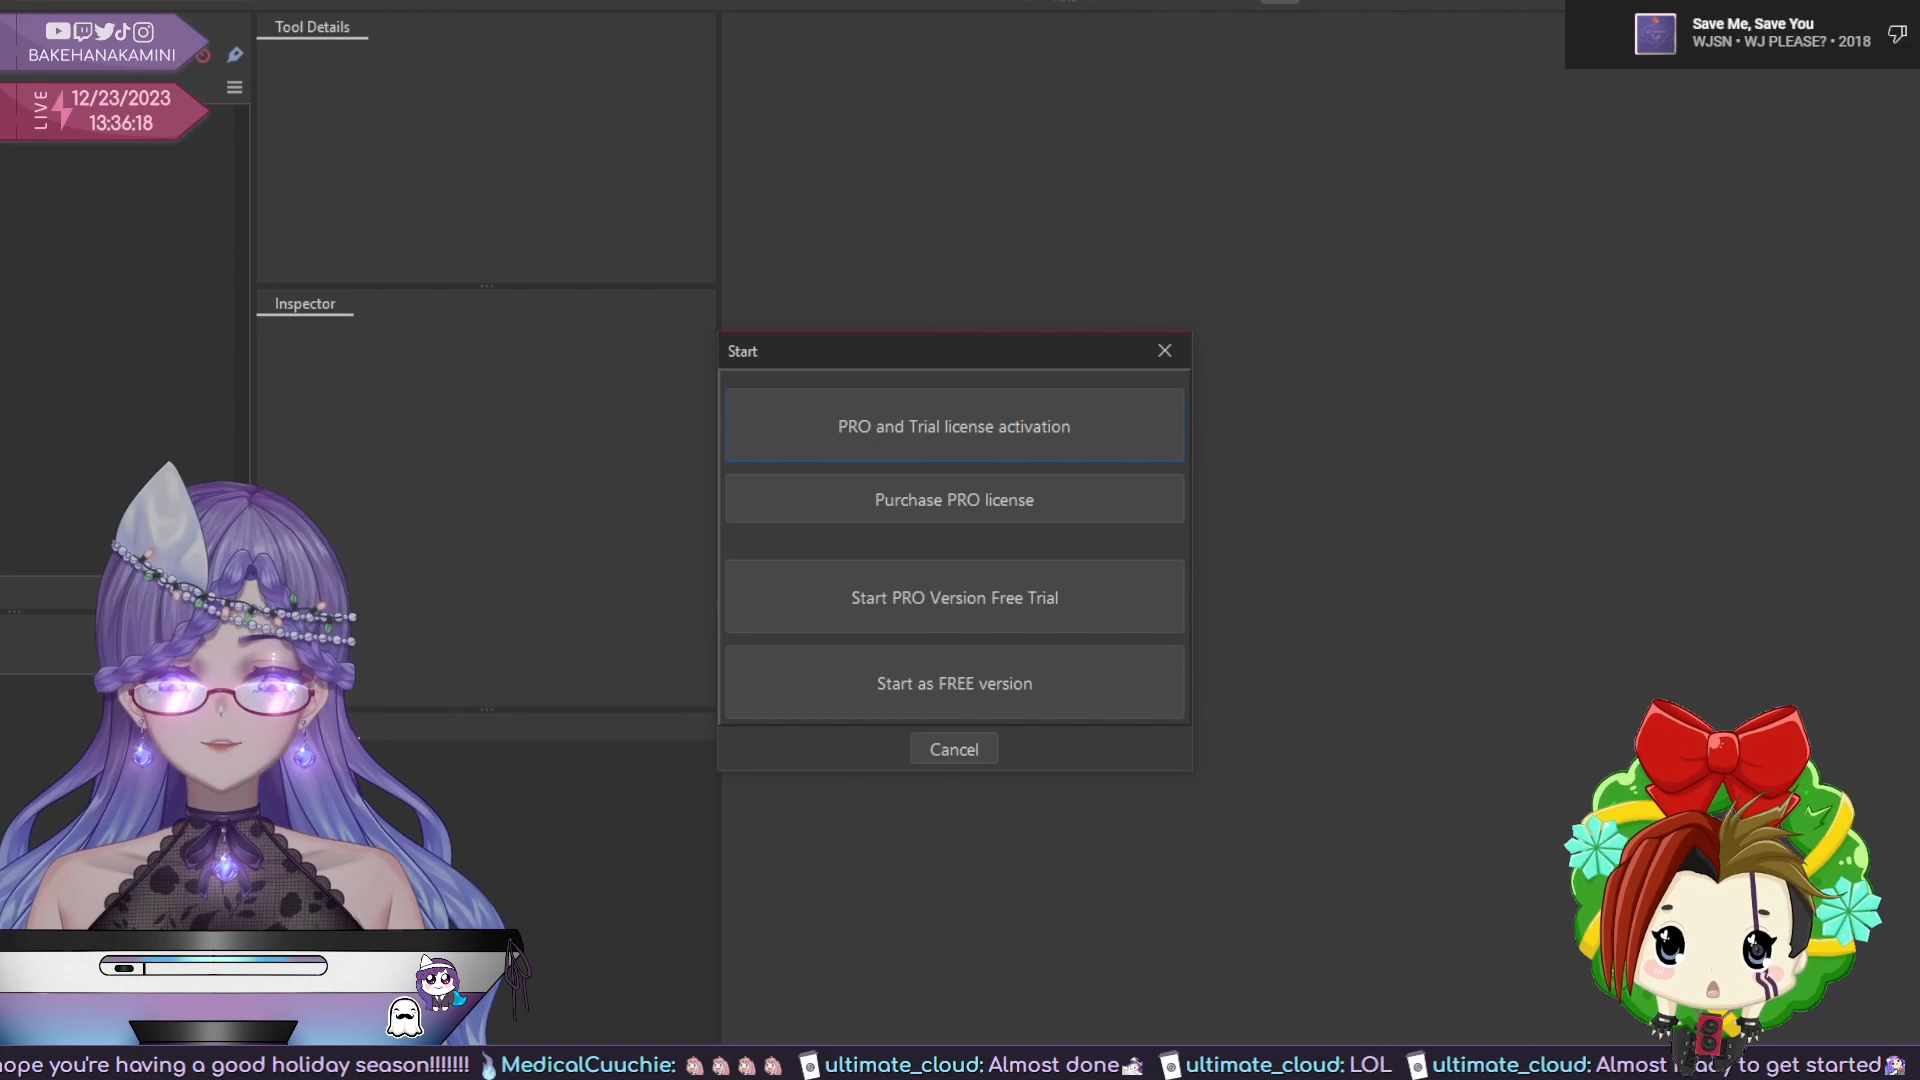 BAKEHANAKAMINI
LIVE
12/23/2023
13:36:18
Tool Details
Inspector
Save Me, Save You
WJSN • WJ PLEASE? • 2018
Start
PRO and Trial license activation
Purchase PRO license
Start PRO Version Free Trial
Start as FREE version
Cancel
hope you're having a good holiday season!!!!!!! MedicalCuuchie: ultimate_cloud: Almost done ultimate_cloud: LOL ultimate_cloud: Almost to get started